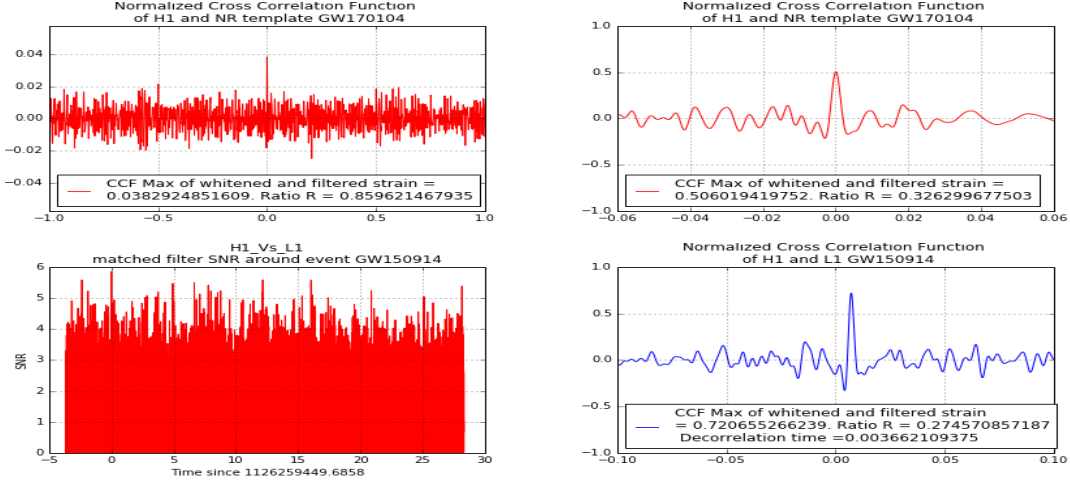 Normalized Cross Correlation Function
of H1 and NR template GW170104
0.04
0.02
0.00
−0.02
−0.04
CCF Max of whitened and filtered strain =
0.0382924851609. Ratio R = 0.859621467935
−1.0
−0.5
0.0
0.5
1.0
Normalized Cross Correlation Function
of H1 and NR template GW170104
1.0
0.5
0.0
−0.5
−1.0
CCF Max of whitened and filtered strain =
0.506019419752. Ratio R = 0.326299677503
−0.06
−0.04
−0.02
0.00
0.02
0.04
0.06
H1_Vs_L1
matched filter SNR around event GW150914
SNR
6
5
4
3
2
1
0
−5
0
5
10
15
20
25
30
Time since 1126259449.6858
Normalized Cross Correlation Function
of H1 and L1 GW150914
1.0
0.5
0.0
−0.5
−1.0
CCF Max of whitened and filtered strain
= 0.720655266239. Ratio R = 0.274570857187
Decorrelation time =0.003662109375
−0.10
−0.05
0.00
0.05
0.10